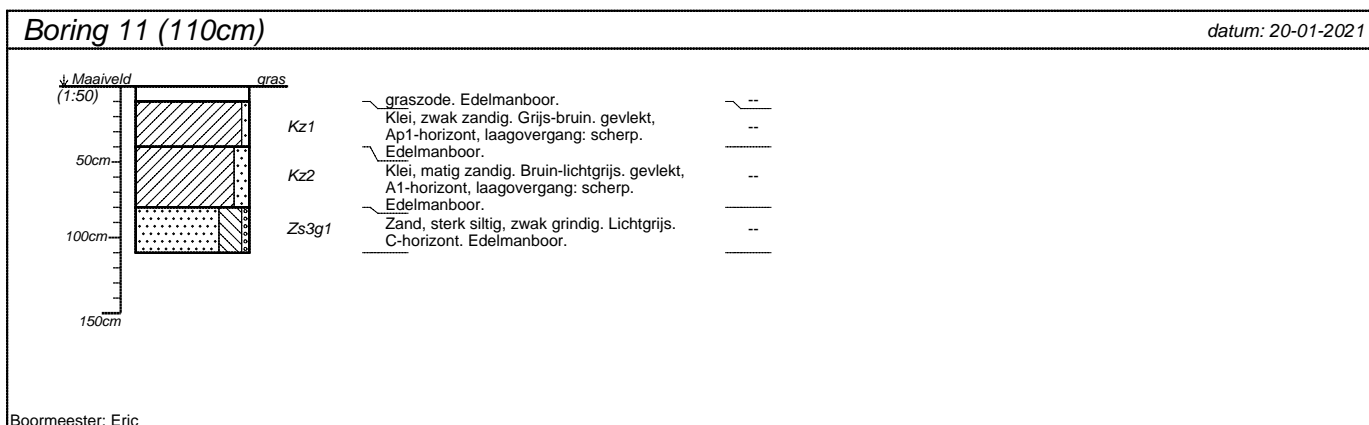 Boring 11 (110cm)
datum: 20-01-2021
Maaiveld
gras
(1:50)
graszode. Edelmanboor.
--
Kz1
Klei, zwak zandig. Grijs-bruin. gevlekt,
Ap1-horizont, laagovergang: scherp.
Edelmanboor.
--
50cm
Kz2
Klei, matig zandig. Bruin-lichtgrijs. gevlekt,
A1-horizont, laagovergang: scherp.
Edelmanboor.
--
Zs3g1
Zand, sterk siltig, zwak grindig. Lichtgrijs.
C-horizont. Edelmanboor.
--
100cm
150cm
Boormeester: Eric